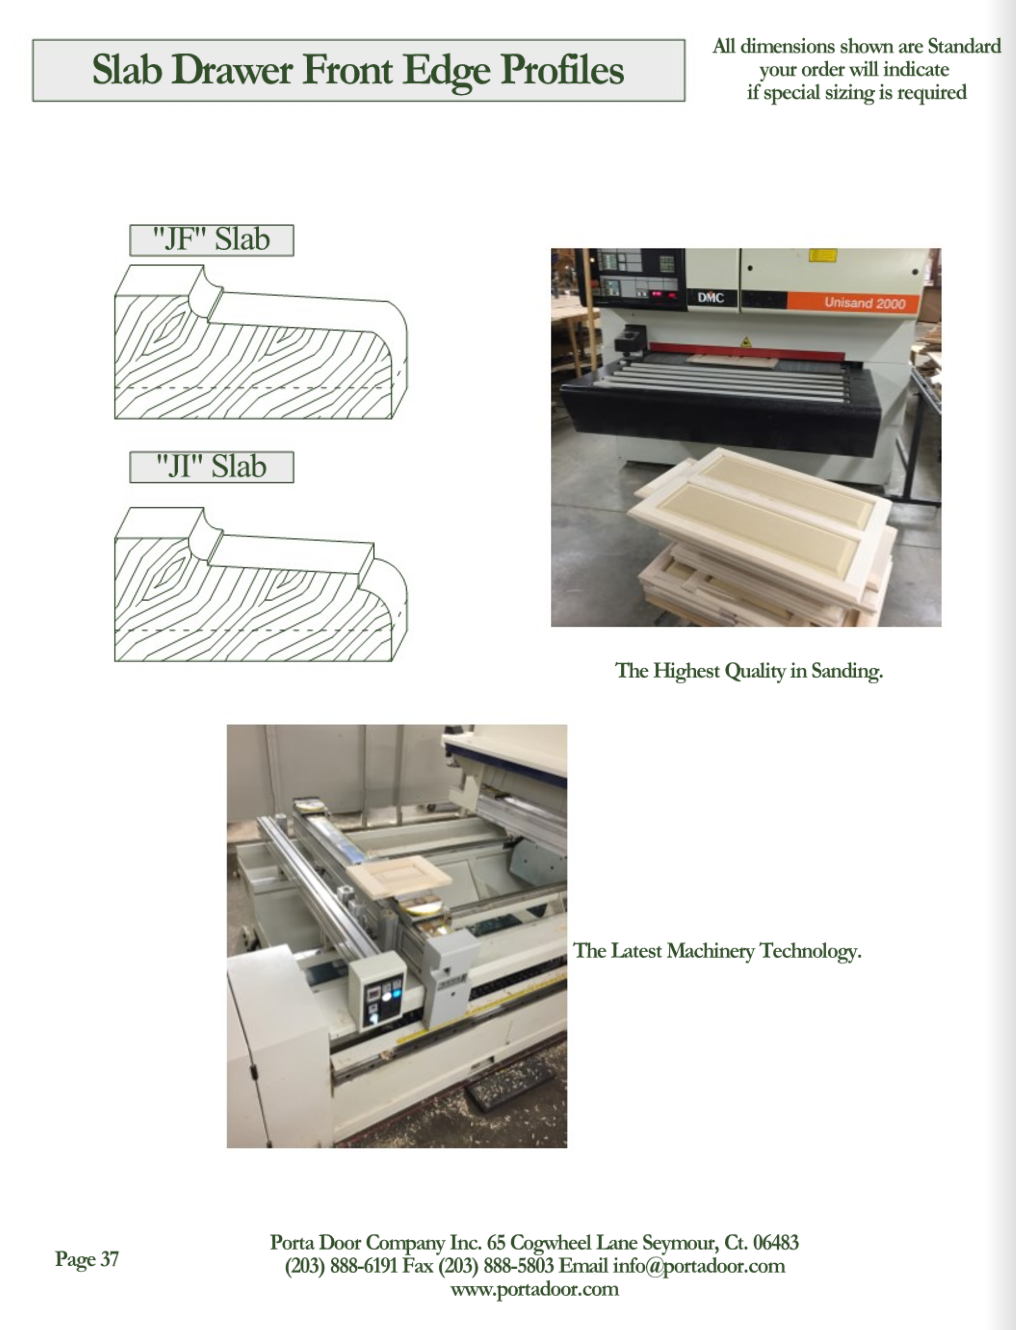 Slab Drawer Front Edge Profiles
All dimensions shown are Standard
your order will indicate
if special sizing is required
"JF" Slab
DMC
Unisand 2000
"JI" Slab
The Highest Quality in Sanding.
The Latest Machinery Technology.
Page 37
Porta Door Company Inc. 65 Cogwheel Lane Seymour, Ct. 06483
(203) 888-6191 Fax (203) 888-5803 Email info@portadoor.com
www.portadoor.com